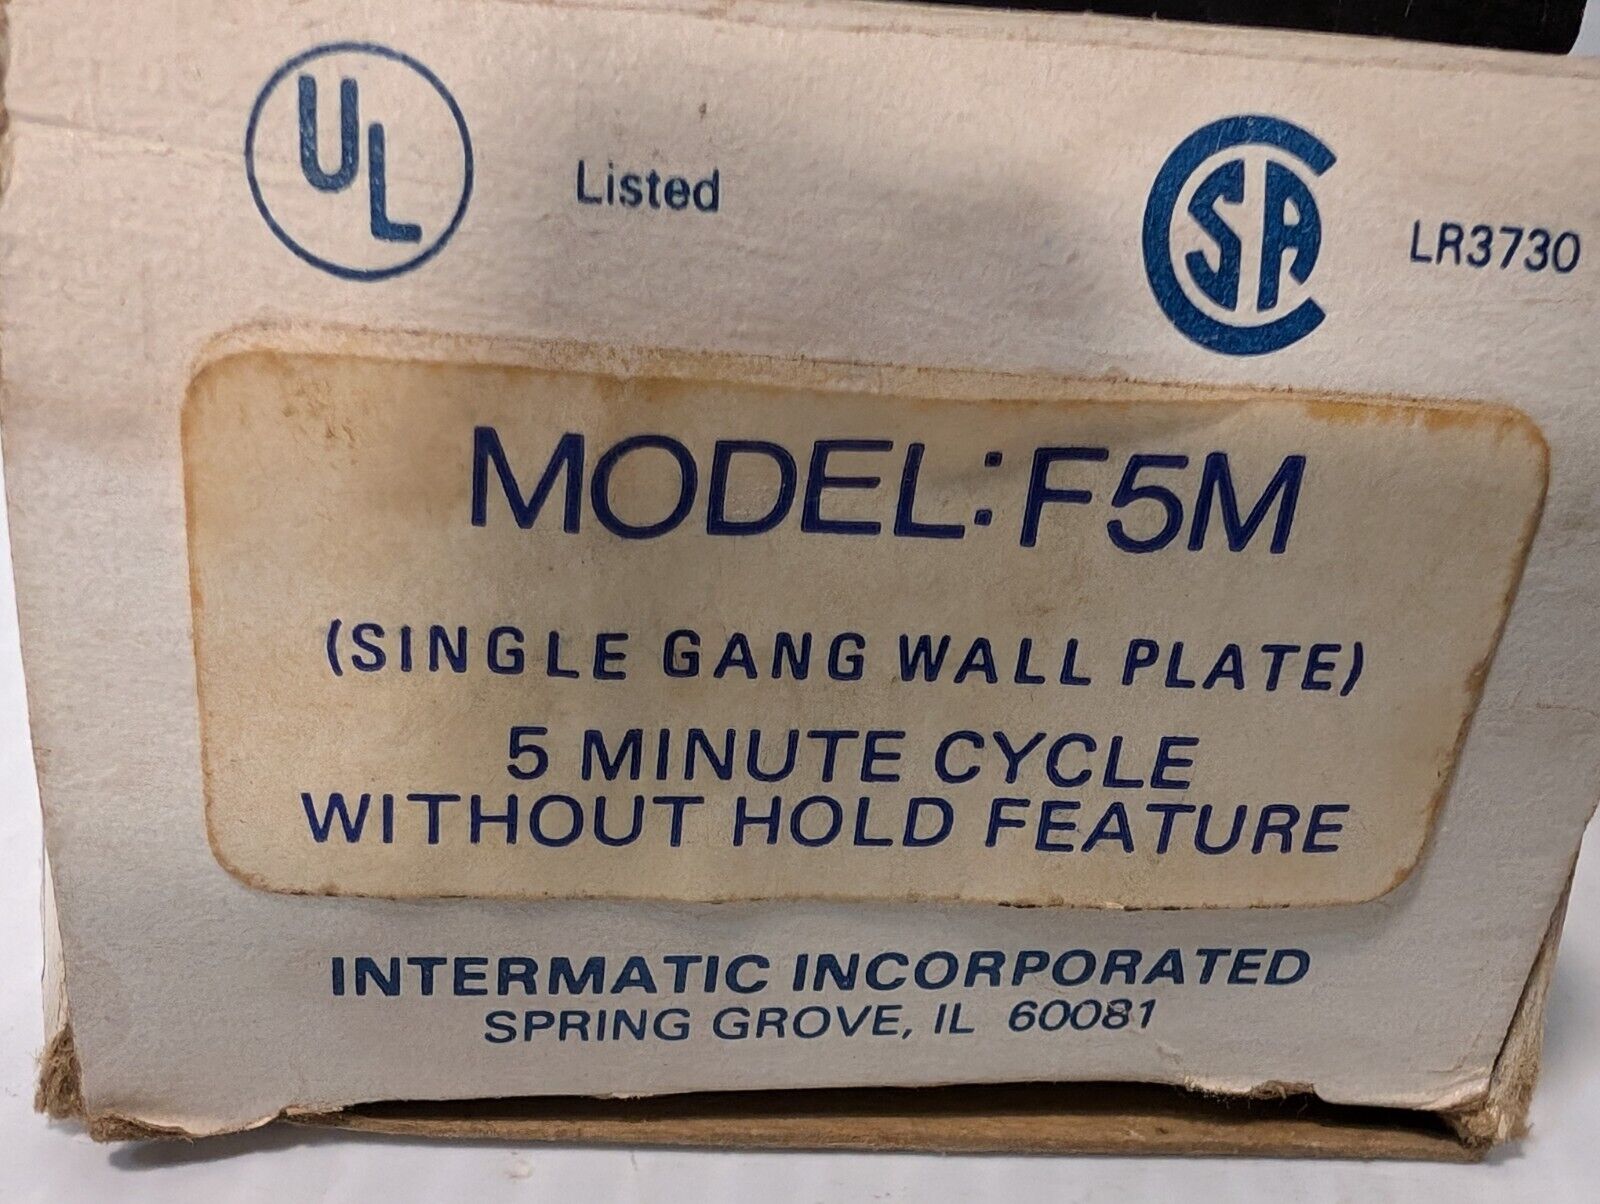 UL Listed CSA LR3730
MODEL: F5M
(SINGLE GANG WALL PLATE)
5 MINUTE CYCLE
WITHOUT HOLD FEATURE
INTERMATIC INCORPORATED
SPRING GROVE, IL 60081